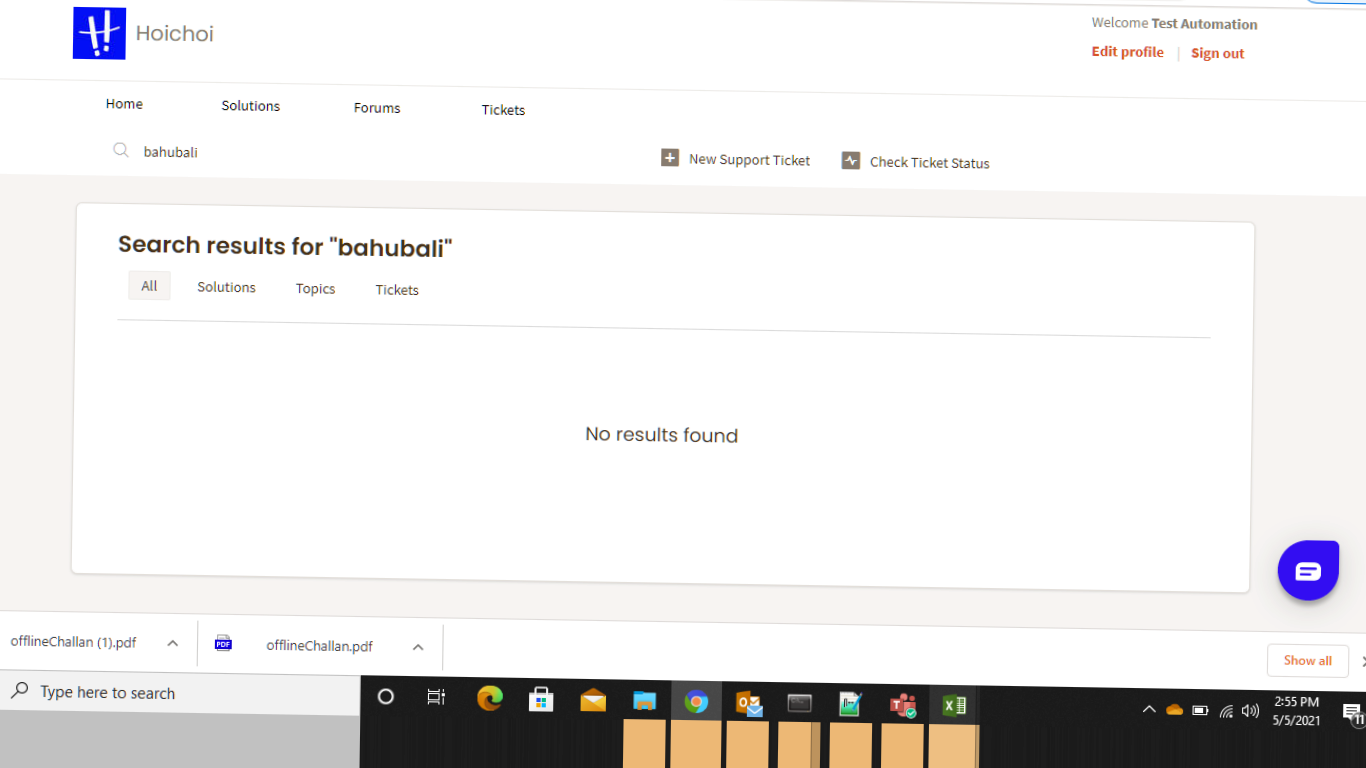 Hoichoi
Welcome Test Automation
Edit profile | Sign out
Home Solutions Forums Tickets
bahubali
New Support Ticket Check Ticket Status
Search results for "bahubali"
All Solutions Topics Tickets
No results found
offlineChallan (1).pdf PDF offlineChallan.pdf Show all
Type here to search
2:55 PM
5/5/2021
11